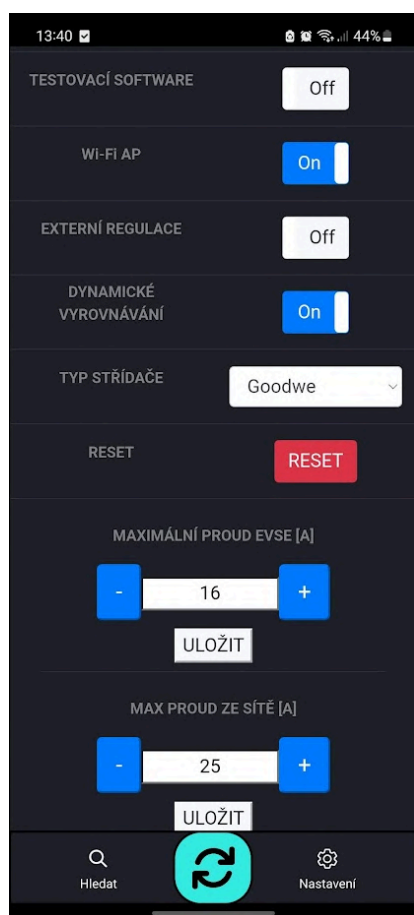 13:40 44%
TESTOVACÍ SOFTWARE Off
Wi-Fi AP On
EXTERNÍ REGULACE Off
DYNAMICKÉ
VYROVNÁVÁNÍ On
TYP STŘÍDAČE Goodwe
RESET RESET
MAXIMÁLNÍ PROUD EVSE [A]
- 16 +
ULOŽIT
MAX PROUD ZE SÍTĚ [A]
- 25 +
ULOŽIT
Hledat Nastavení